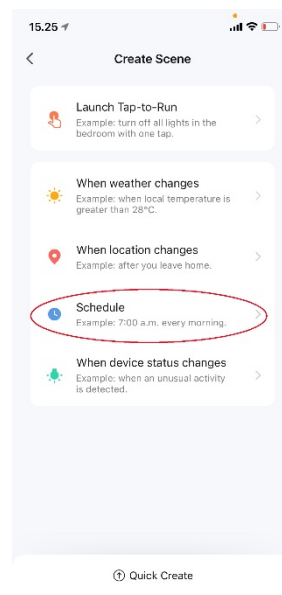 15.25
Create Scene
Launch Tap-to-Run
Example: turn off all lights in the
bedroom with one tap.
When weather changes
Example: when local temperature is
greater than 28°C.
When location changes
Example: after you leave home.
Schedule
Example: 7:00 a.m. every morning.
When device status changes
Example: when an unusual activity
is detected.
Quick Create